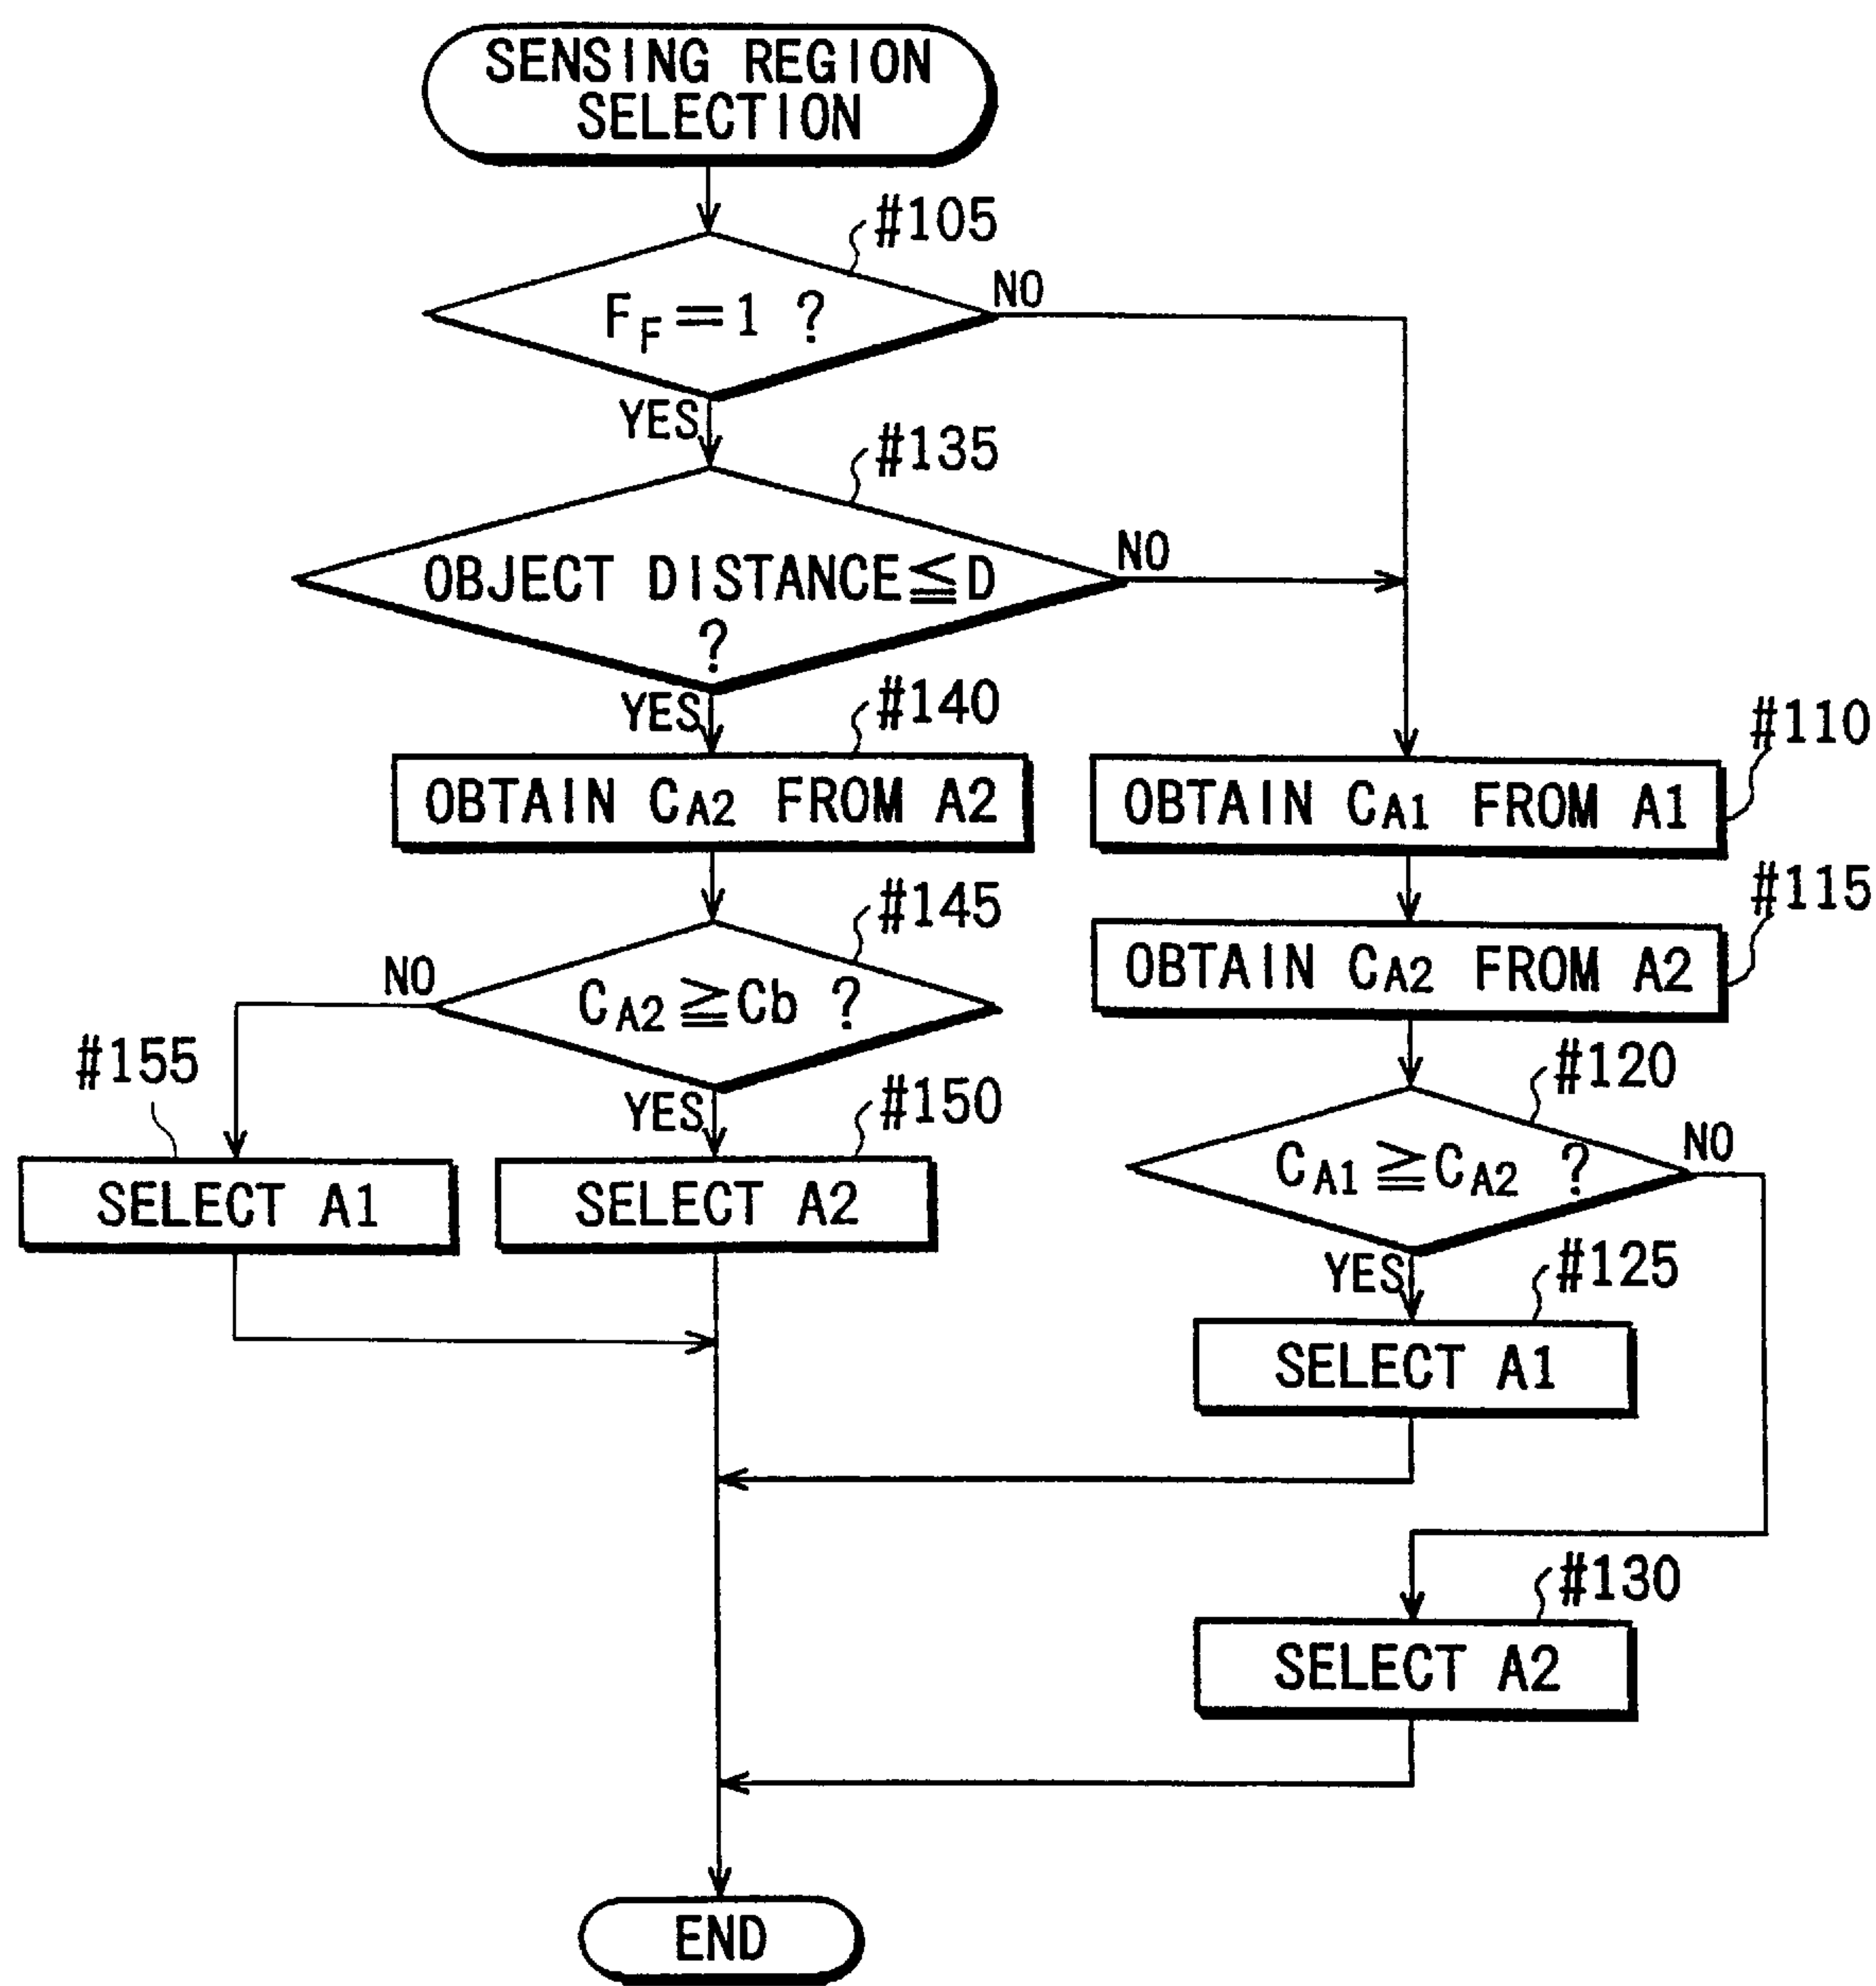 SENSING REGION
SELECTION
#105
F_F=1 ?
NO
YES
#135
OBJECT DISTANCE≦D
?
NO
YES
#140
OBTAIN C_A2 FROM A2
#110
OBTAIN C_A1 FROM A1
#115
OBTAIN C_A2 FROM A2
#145
C_A2≧Cb ?
NO
YES
#155
SELECT A1
#150
SELECT A2
#120
C_A1≧C_A2 ?
NO
YES
#125
SELECT A1
#130
SELECT A2
END